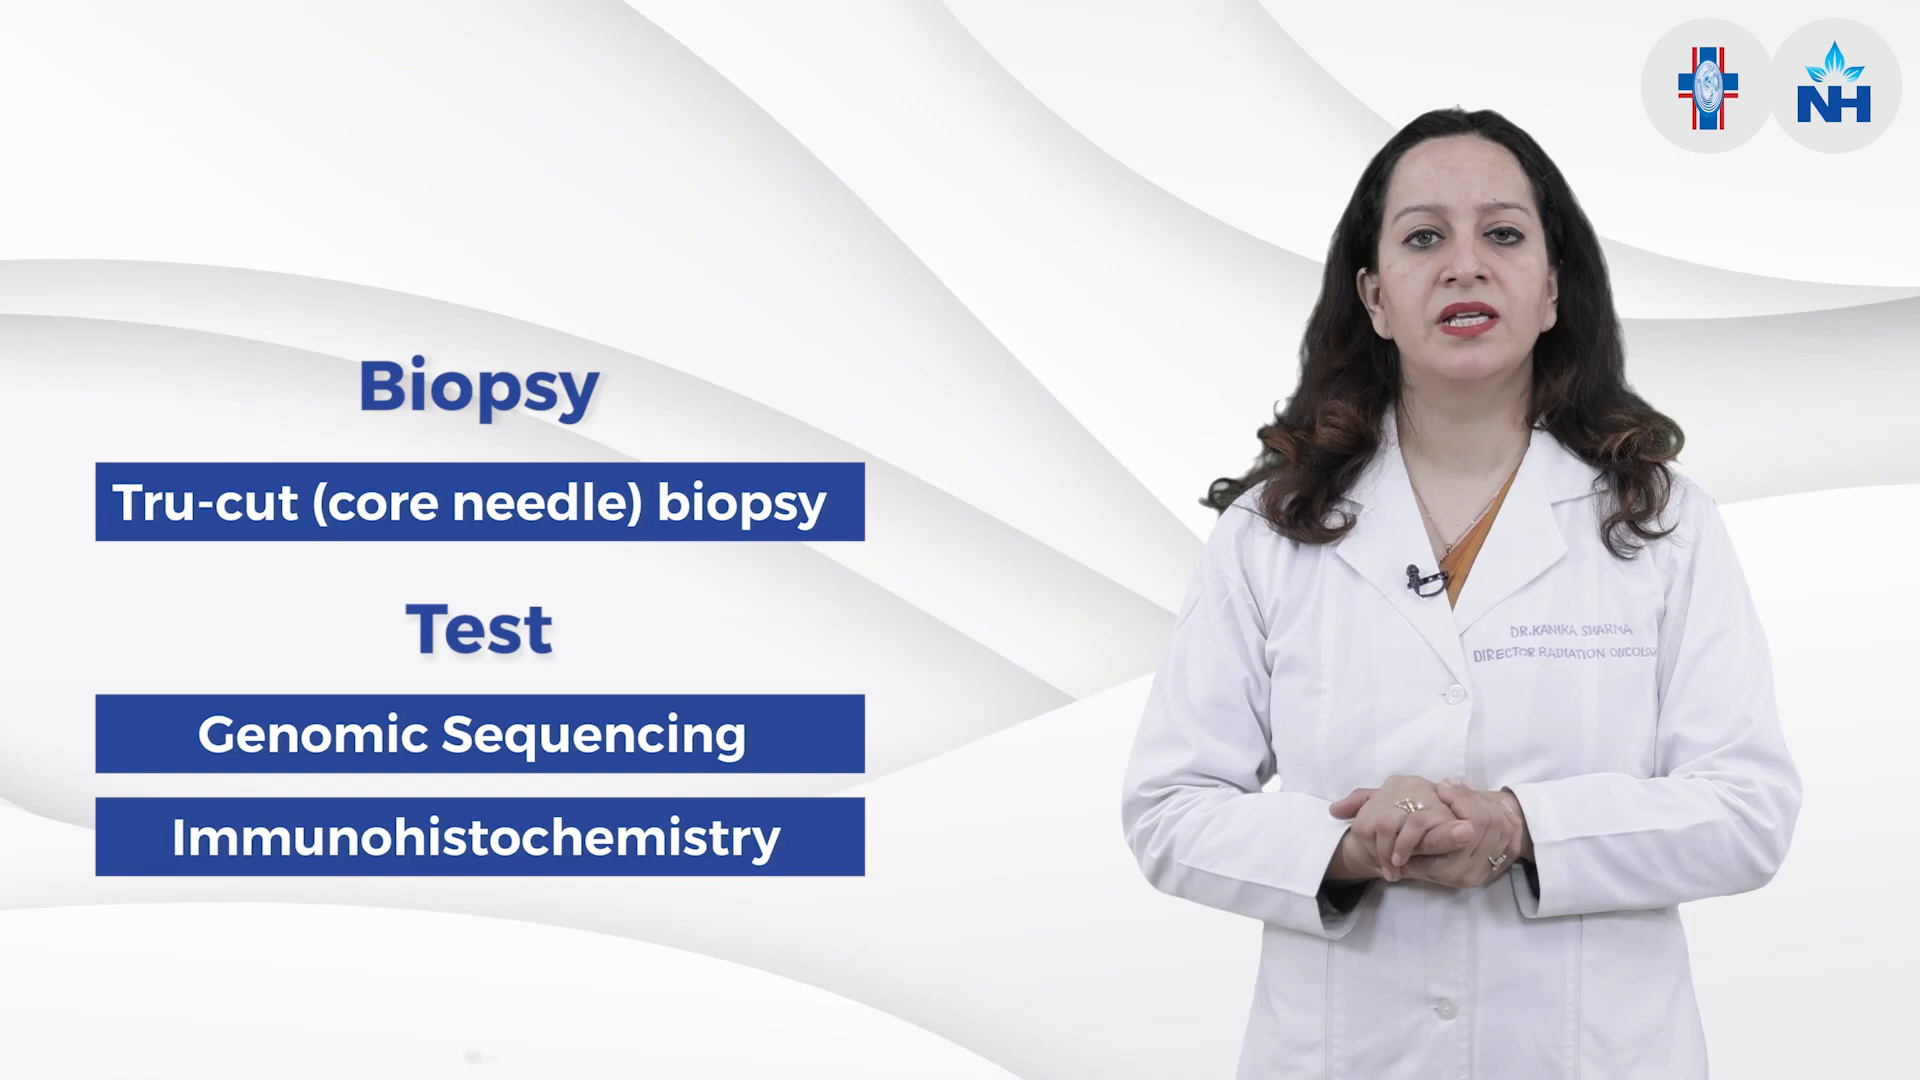 NH
Biopsy
Tru-cut (core needle) biopsy
Test
Genomic Sequencing
Immunohistochemistry
DR.KANIKA SHARMA
DIRECTOR RADIATION